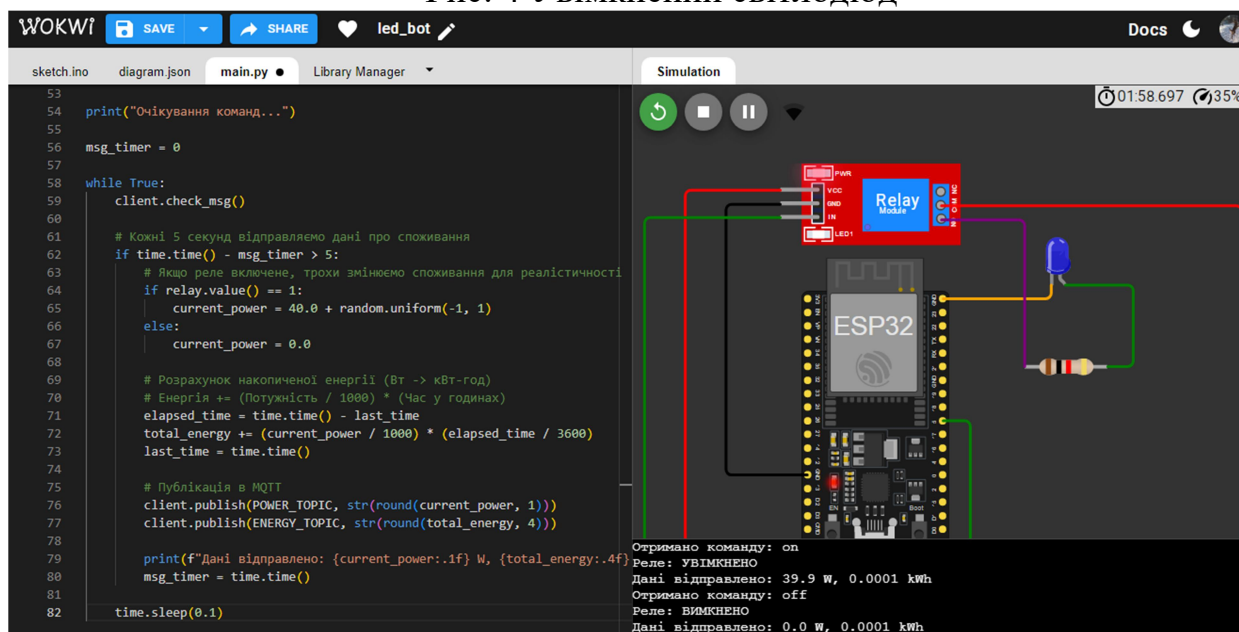 WOKWI SAVE SHARE led_bot Docs
sketch.ino diagram.json main.py ● Library Manager
Simulation
53
54 print("Очікування команд...")
55
56 msg_timer = 0
57
58 while True:
59 client.check_msg()
60
61 # Кожні 5 секунд відправляємо дані про споживання
62 if time.time() - msg_timer > 5:
63 # Якщо реле включене, трохи змінюємо споживання для реалістичності
64 if relay.value() == 1:
65 current_power = 40.0 + random.uniform(-1, 1)
66 else:
67 current_power = 0.0
68
69 # Розрахунок накопиченої енергії (Вт -> кВт-год)
70 # Енергія += (Потужність / 1000) * (Час у годинах)
71 elapsed_time = time.time() - last_time
72 total_energy += (current_power / 1000) * (elapsed_time / 3600)
73 last_time = time.time()
74
75 # Публікація в MQTT
76 client.publish(POWER_TOPIC, str(round(current_power, 1)))
77 client.publish(ENERGY_TOPIC, str(round(total_energy, 4)))
78
79 print(f"Дані відправлено: {current_power:.1f} W, {total_energy:.4f}
80 msg_timer = time.time()
81
82 time.sleep(0.1)
01:58.697 35%
PWR
VCC
GND
IN
LED1
Relay
Module
NC
COM
ESP32
EN
Boot
Отримано команду: on
Реле: УВІМКНЕНО
Дані відправлено: 39.9 W, 0.0001 kWh
Отримано команду: off
Реле: ВИМКНЕНО
Дані відправлено: 0.0 W, 0.0001 kWh